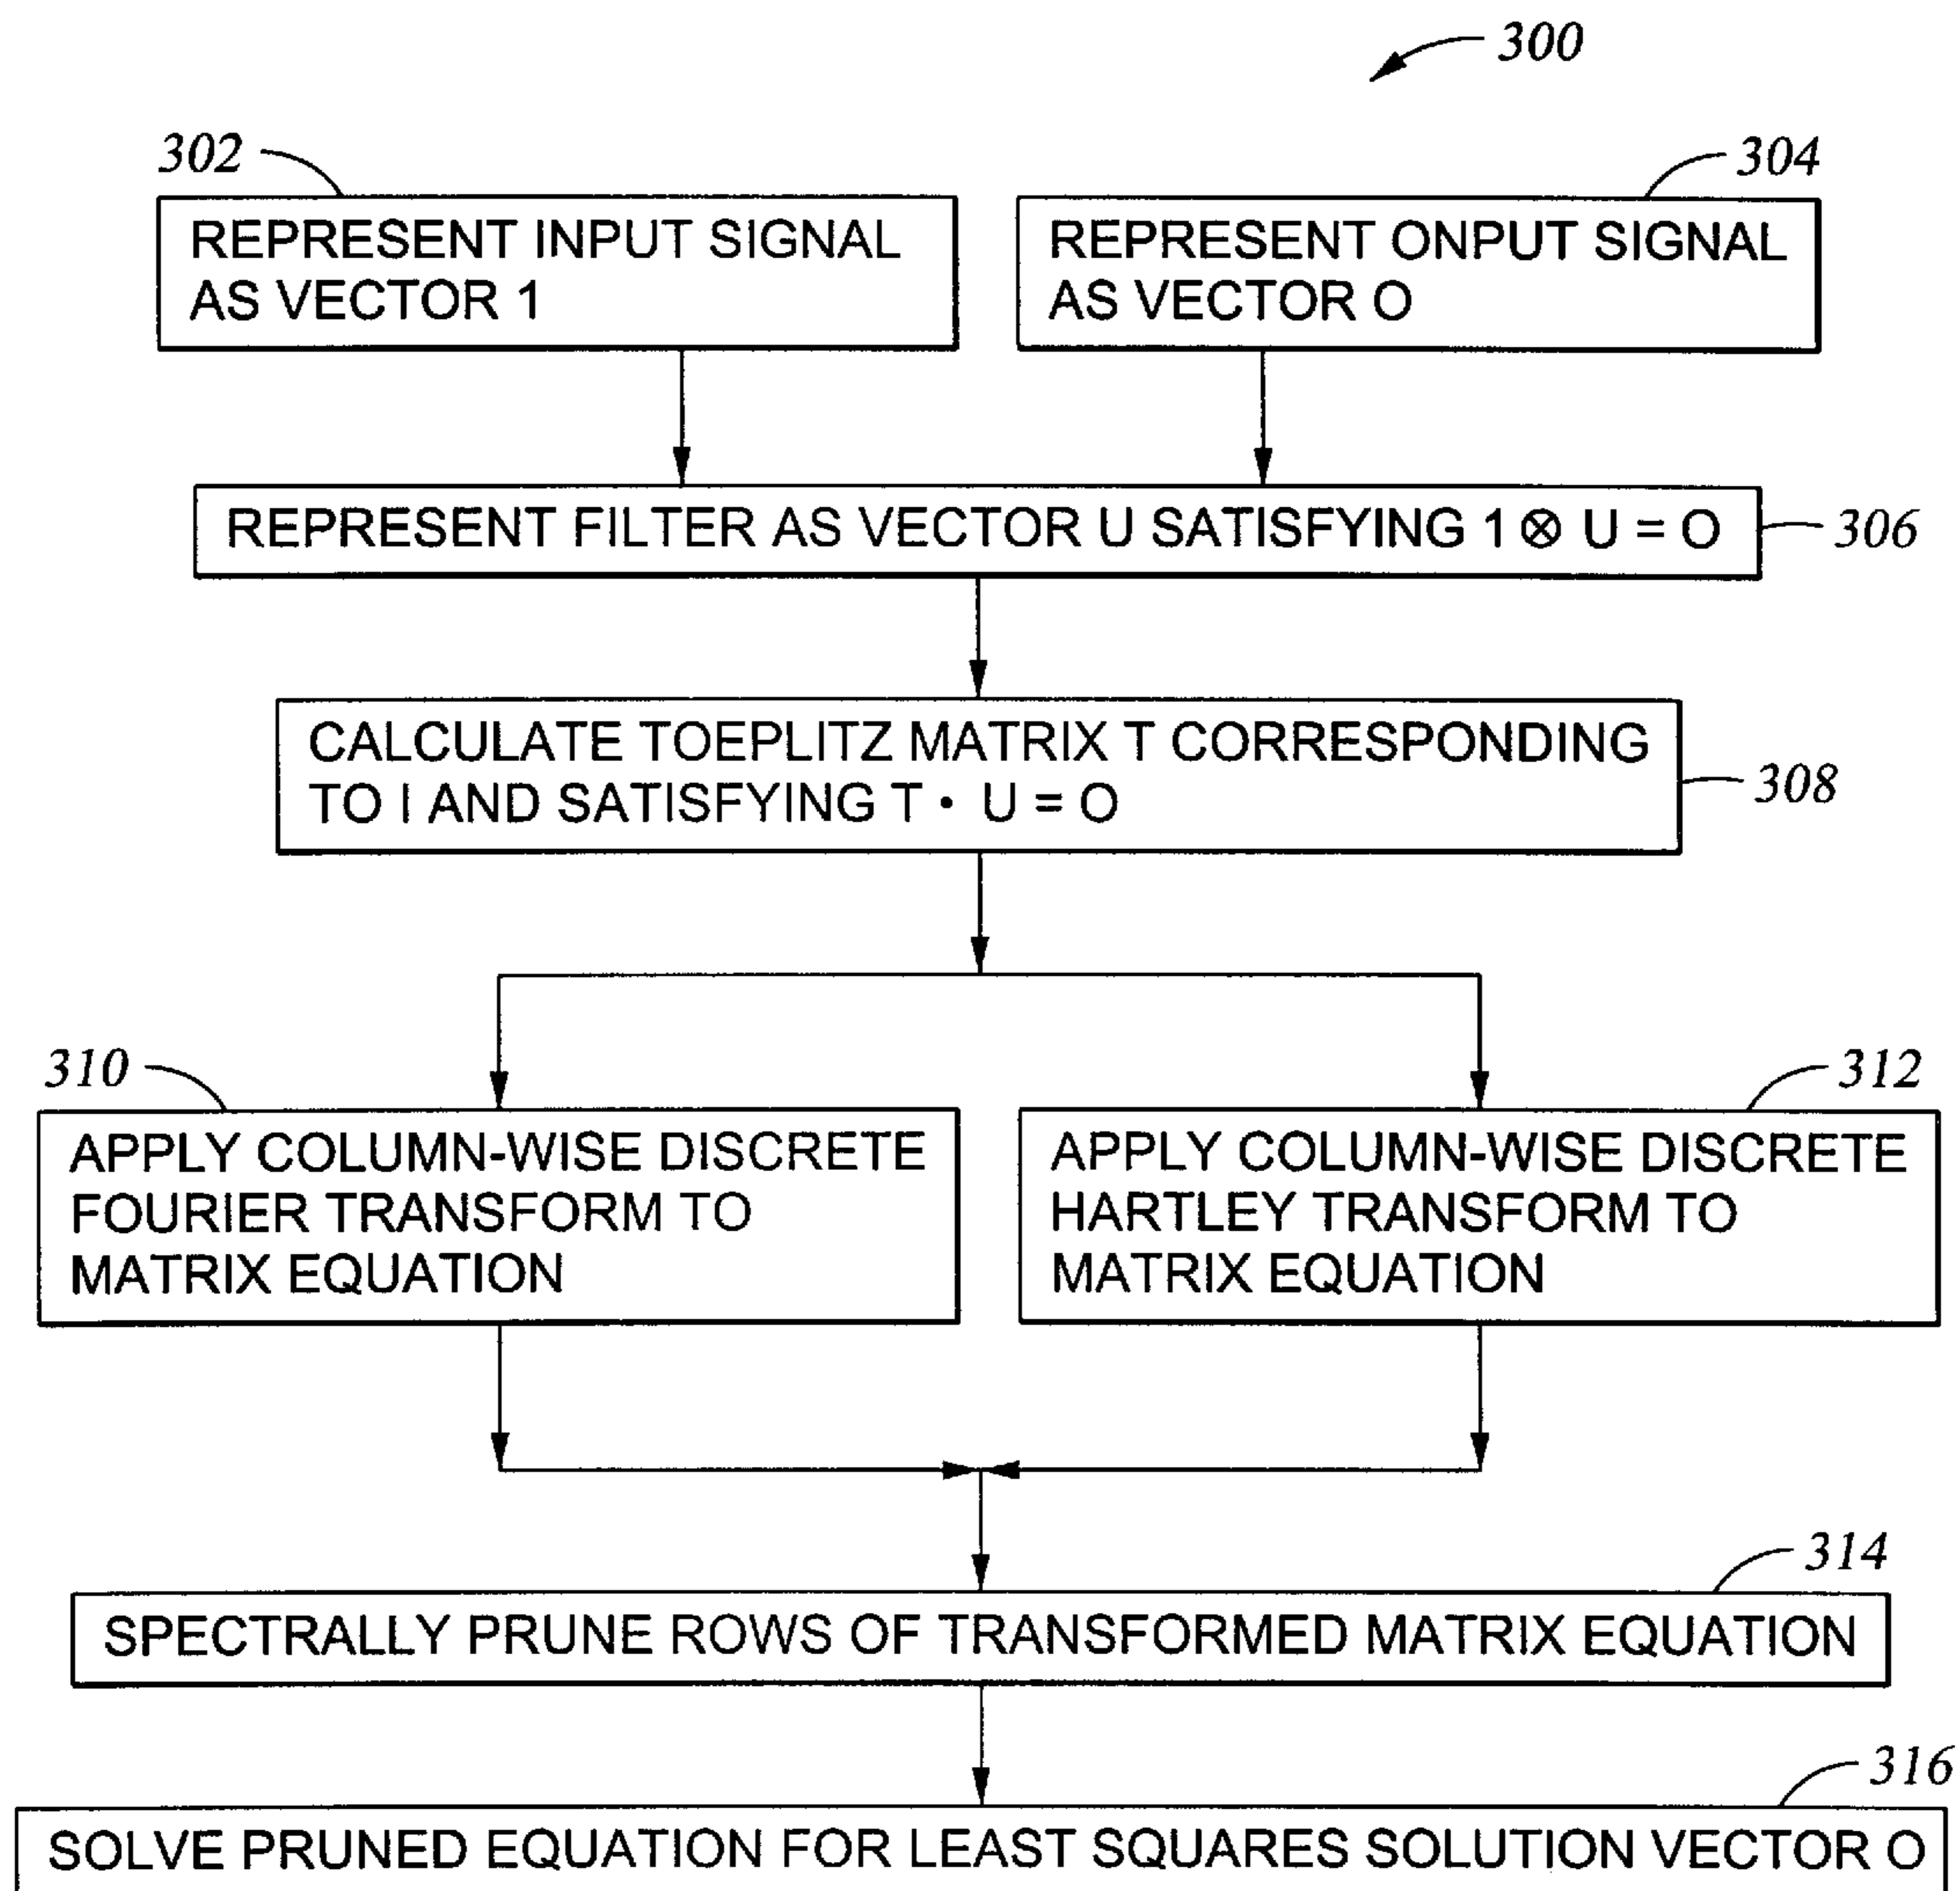 300
302
304
REPRESENT INPUT SIGNAL
AS VECTOR 1
REPRESENT ONPUT SIGNAL
AS VECTOR O
REPRESENT FILTER AS VECTOR U SATISFYING 1 ⊗ U = O
306
CALCULATE TOEPLITZ MATRIX T CORRESPONDING
TO I AND SATISFYING T • U = O
308
310
312
APPLY COLUMN-WISE DISCRETE
FOURIER TRANSFORM TO
MATRIX EQUATION
APPLY COLUMN-WISE DISCRETE
HARTLEY TRANSFORM TO
MATRIX EQUATION
314
SPECTRALLY PRUNE ROWS OF TRANSFORMED MATRIX EQUATION
316
SOLVE PRUNED EQUATION FOR LEAST SQUARES SOLUTION VECTOR O